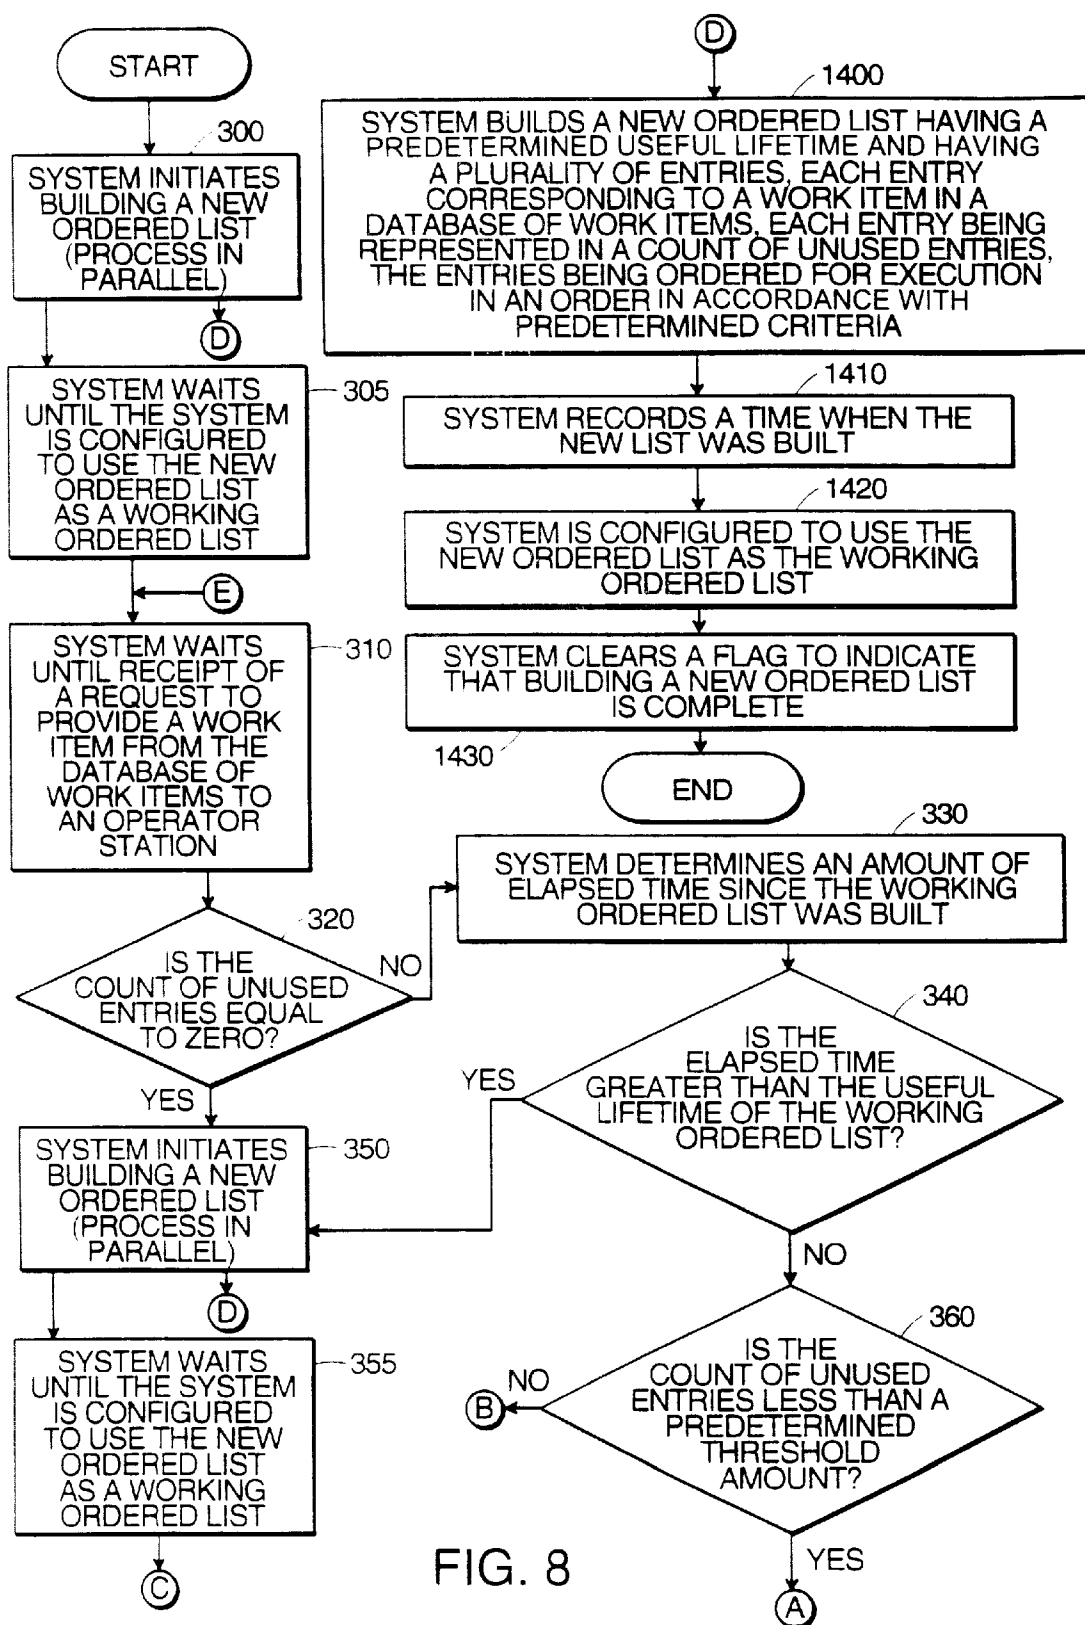 START
300
SYSTEM INITIATES
BUILDING A NEW
ORDERED LIST
(PROCESS IN
PARALLEL)
D
SYSTEM WAITS
UNTIL THE SYSTEM
IS CONFIGURED
TO USE THE NEW
ORDERED LIST
AS A WORKING
ORDERED LIST
305
E
SYSTEM WAITS
UNTIL RECEIPT OF
A REQUEST TO
PROVIDE A WORK
ITEM FROM THE
DATABASE OF
WORK ITEMS TO
AN OPERATOR
STATION
310
320
IS THE
COUNT OF UNUSED
ENTRIES EQUAL
TO ZERO?
NO
YES
SYSTEM INITIATES
BUILDING A NEW
ORDERED LIST
(PROCESS IN
PARALLEL)
350
D
SYSTEM WAITS
UNTIL THE SYSTEM
IS CONFIGURED
TO USE THE NEW
ORDERED LIST
AS A WORKING
ORDERED LIST
355
C
D
1400
SYSTEM BUILDS A NEW ORDERED LIST HAVING A
PREDETERMINED USEFUL LIFETIME AND HAVING
A PLURALITY OF ENTRIES, EACH ENTRY
CORRESPONDING TO A WORK ITEM IN A
DATABASE OF WORK ITEMS, EACH ENTRY BEING
REPRESENTED IN A COUNT OF UNUSED ENTRIES,
THE ENTRIES BEING ORDERED FOR EXECUTION
IN AN ORDER IN ACCORDANCE WITH
PREDETERMINED CRITERIA
1410
SYSTEM RECORDS A TIME WHEN THE
NEW LIST WAS BUILT
1420
SYSTEM IS CONFIGURED TO USE THE
NEW ORDERED LIST AS THE WORKING
ORDERED LIST
SYSTEM CLEARS A FLAG TO INDICATE
THAT BUILDING A NEW ORDERED LIST
IS COMPLETE
1430
END
330
SYSTEM DETERMINES AN AMOUNT OF
ELAPSED TIME SINCE THE WORKING
ORDERED LIST WAS BUILT
340
IS THE
ELAPSED TIME
GREATER THAN THE USEFUL
LIFETIME OF THE WORKING
ORDERED LIST?
YES
NO
360
IS THE
COUNT OF UNUSED
ENTRIES LESS THAN A
PREDETERMINED
THRESHOLD
AMOUNT?
NO
B
YES
A
FIG. 8